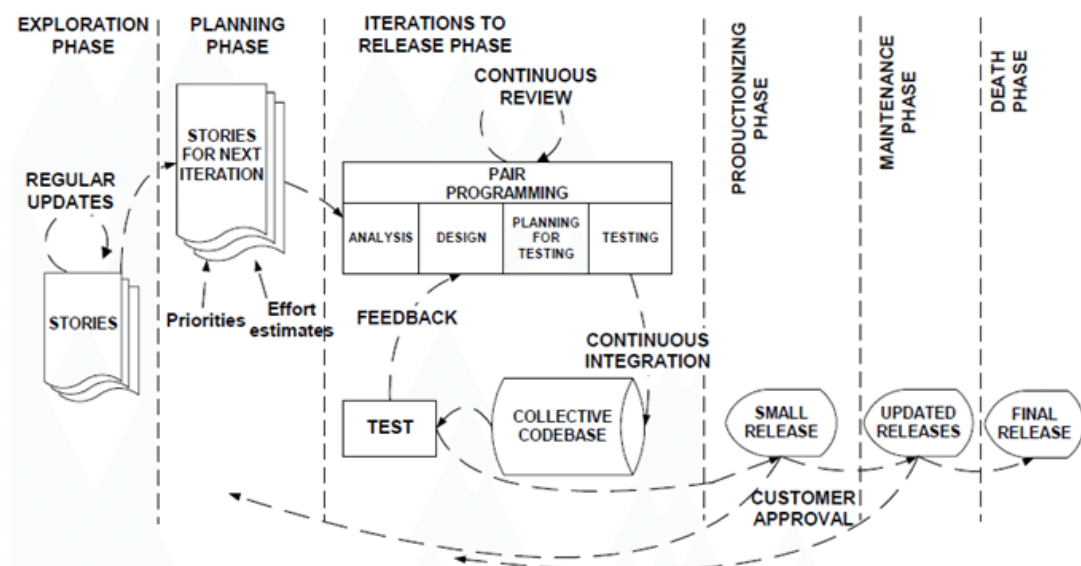 EXPLORATION
PHASE
PLANNING
PHASE
ITERATIONS TO
RELEASE PHASE
PRODUCTIONIZING
PHASE
MAINTENANCE
PHASE
DEATH
PHASE
CONTINUOUS
REVIEW
STORIES
FOR NEXT
ITERATION
REGULAR
UPDATES
PAIR
PROGRAMMING
ANALYSIS
DESIGN
PLANNING
FOR
TESTING
TESTING
STORIES
Priorities
Effort
estimates
FEEDBACK
CONTINUOUS
INTEGRATION
TEST
COLLECTIVE
CODEBASE
SMALL
RELEASE
UPDATED
RELEASES
FINAL
RELEASE
CUSTOMER
APPROVAL